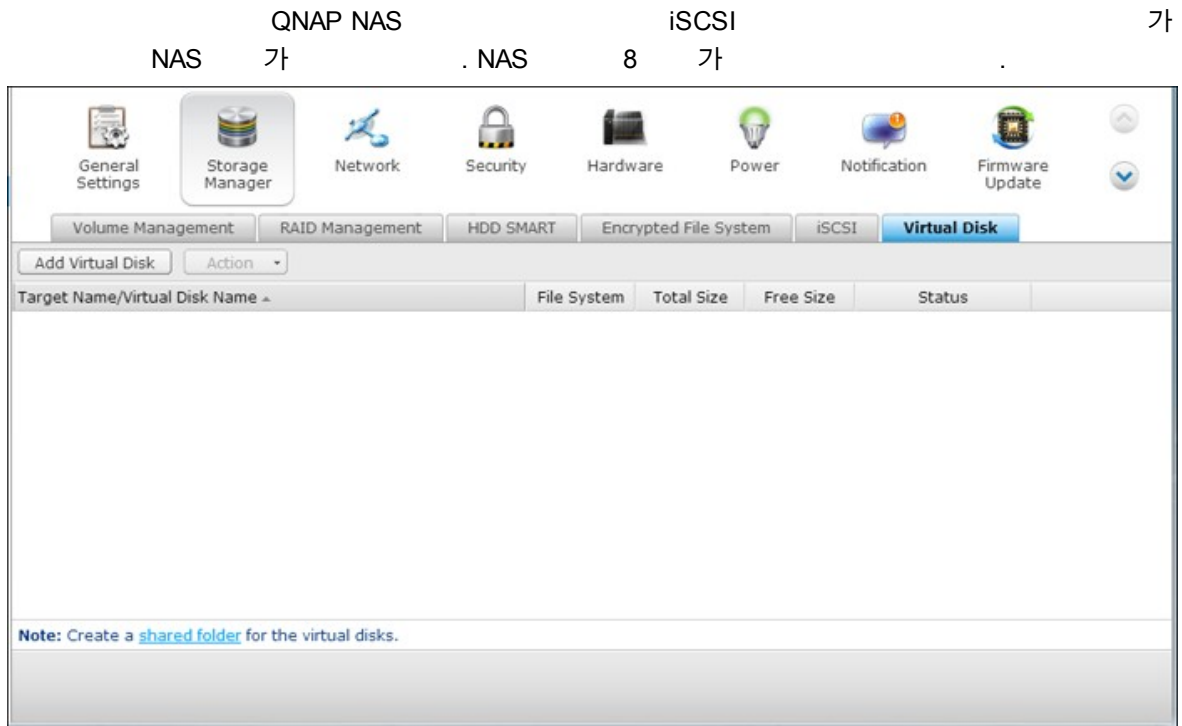 QNAP NAS iSCSI 가
NAS 가 . NAS 8 가 .
General Settings
Storage Manager
Network
Security
Hardware
Power
Notification
Firmware Update
Volume Management RAID Management HDD SMART Encrypted File System iSCSI Virtual Disk
Add Virtual Disk Action
Target Name/Virtual Disk Name File System Total Size Free Size Status
Note: Create a shared folder for the virtual disks.